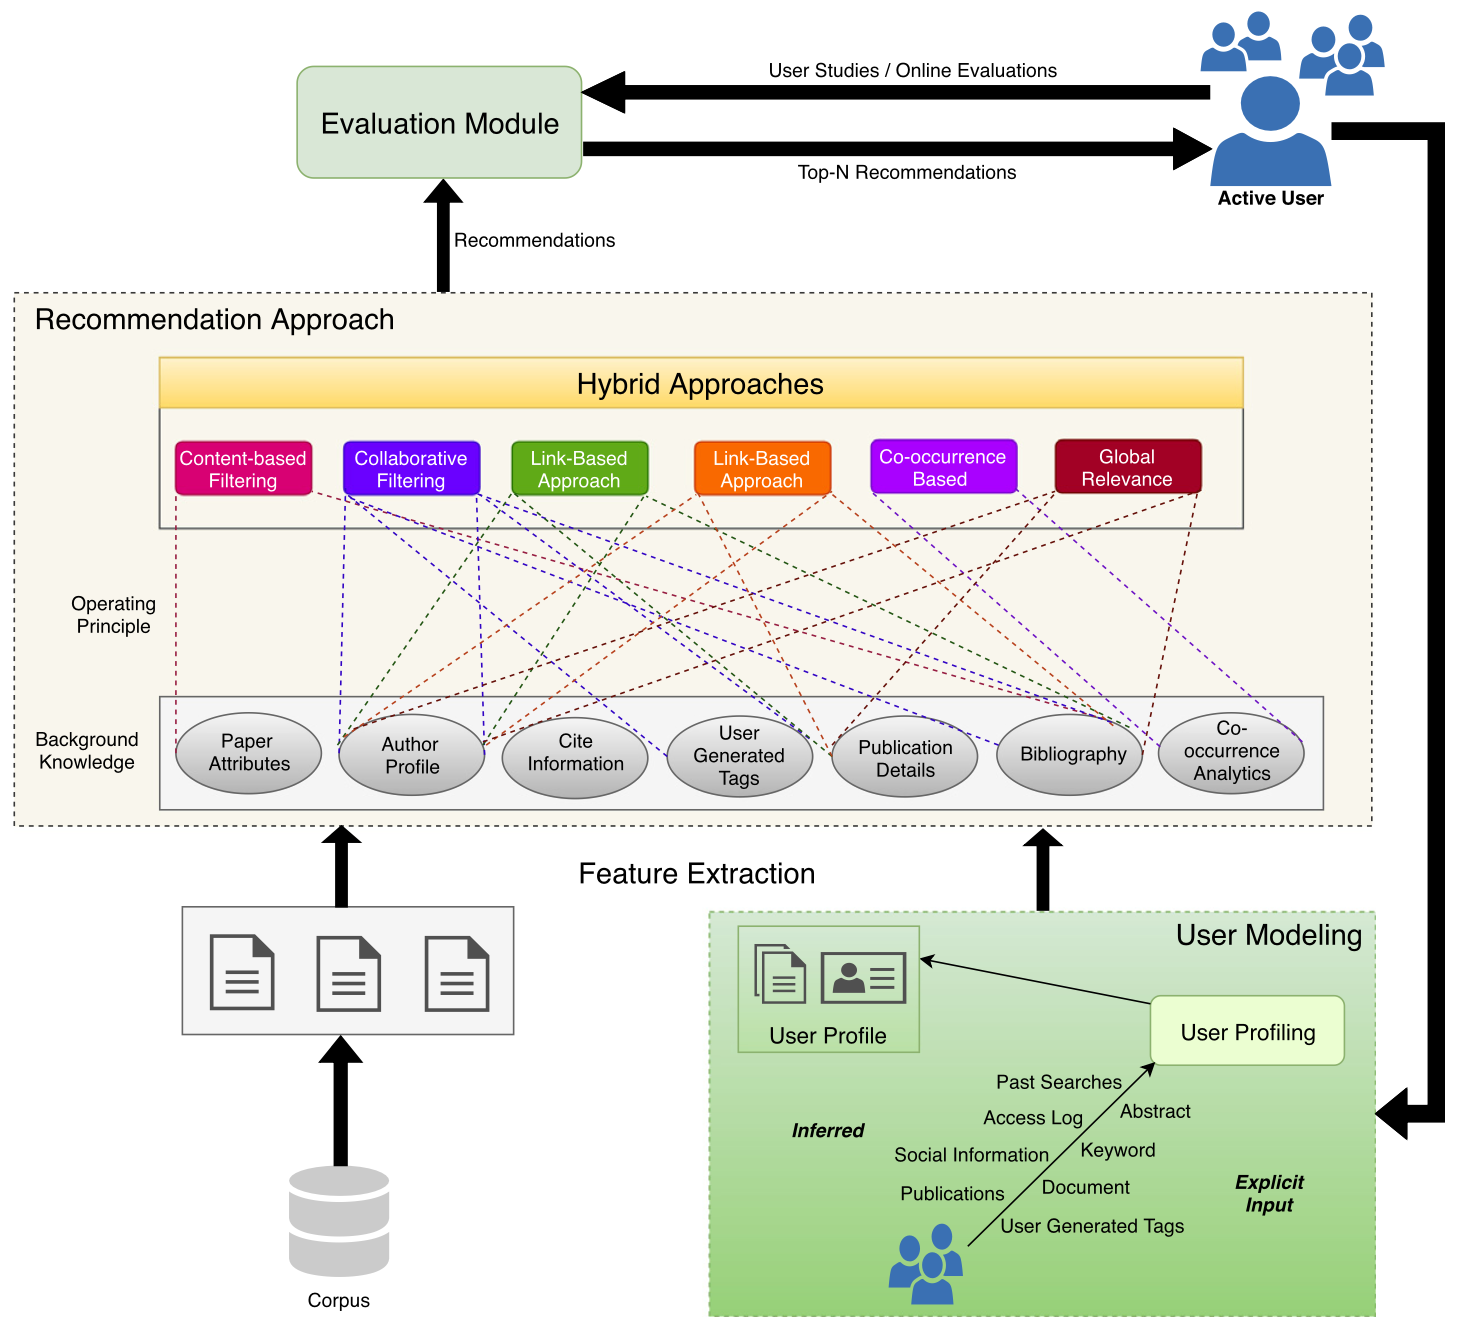 User Studies / Online Evaluations
Evaluation Module
Top-N Recommendations
Active User
Recommendations
Recommendation Approach
Hybrid Approaches
Content-based
Filtering
Collaborative
Filtering
Link-Based
Approach
Link-Based
Approach
Co-occurrence
Based
Global
Relevance
Operating
Principle
Background
Knowledge
Paper
Attributes
Author
Profile
Cite
Information
User
Generated
Tags
Publication
Details
Bibliography
Co-
occurrence
Analytics
Feature Extraction
User Modeling
User Profile
User Profiling
Past Searches
Access Log
Social Information
Publications
Inferred
Abstract
Keyword
Document
User Generated Tags
Explicit
Input
Corpus